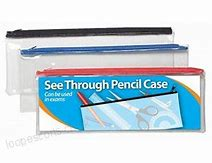 See Through Pencil Case
Can be used
in exams